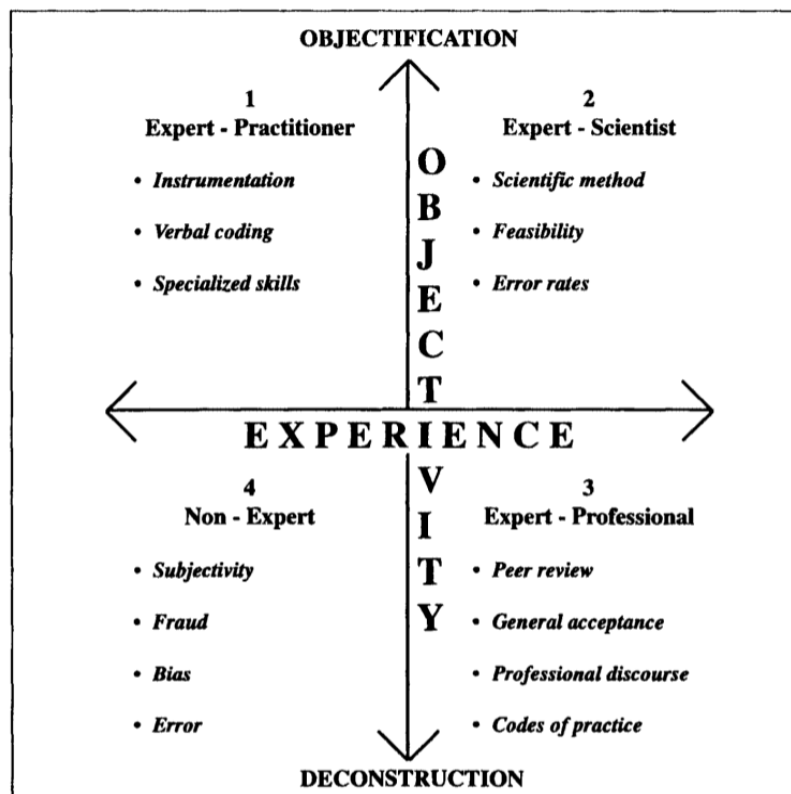 OBJECTIFICATION
1
Expert - Practitioner
• Instrumentation
• Verbal coding
• Specialized skills
2
Expert - Scientist
• Scientific method
• Feasibility
• Error rates
OBJECTIVITY
EXPERIENCE
4
Non - Expert
• Subjectivity
• Fraud
• Bias
• Error
3
Expert - Professional
• Peer review
• General acceptance
• Professional discourse
• Codes of practice
DECONSTRUCTION